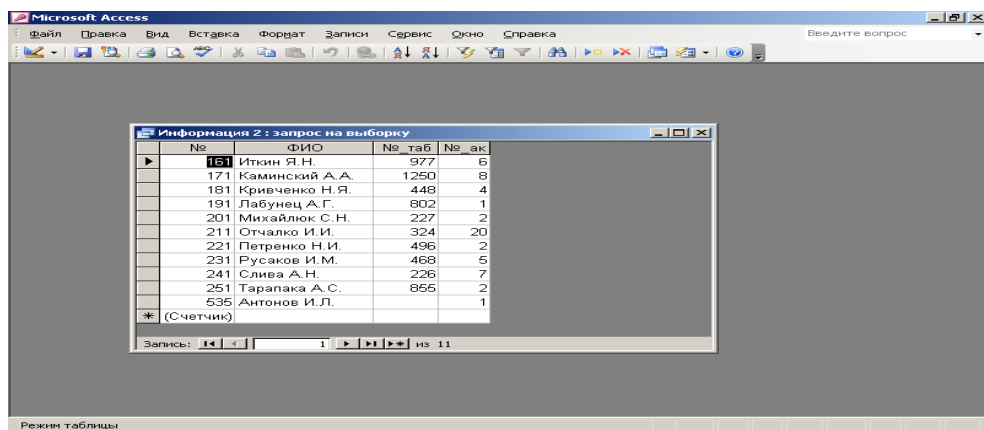 Microsoft Access
Файл Правка Вид Вставка Формат Записи Сервис Окно Справка Введите вопрос
Информация 2 : запрос на выборку
№ ФИО №_таб №_ак
161 Иткин Я.Н. 977 6
171 Каминский А.А. 1250 8
181 Кривченко Н.Я. 448 4
191 Лабунец А.Г. 802 1
201 Михайлюк С.Н. 227 2
211 Отчалко И.И. 324 20
221 Петренко Н.И. 496 2
231 Русаков И.М. 468 5
241 Слива А.Н. 226 7
251 Тарапака А.С. 855 2
535 Антонов И.Л. 1
(Счетчик)
Запись: 1 из 11
Режим таблицы